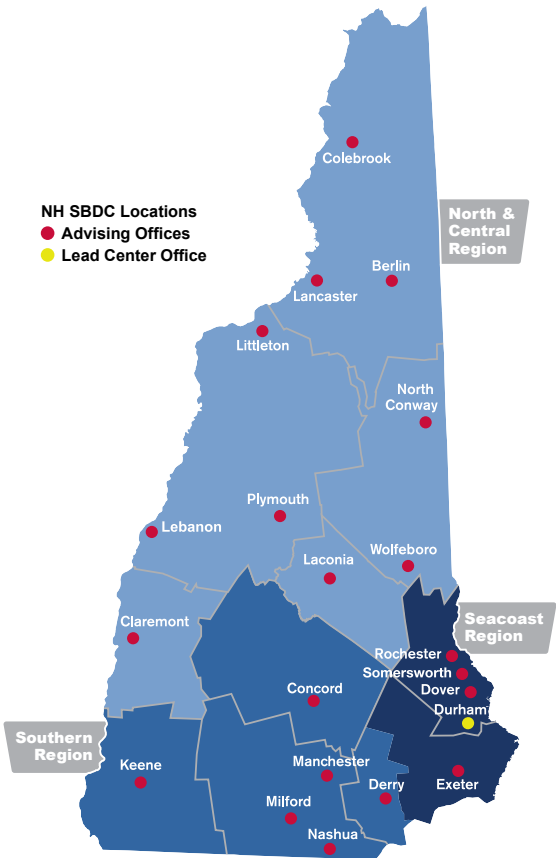 Colebrook
NH SBDC Locations
Advising Offices
Lead Center Office
North &
Central
Region
Berlin
Lancaster
Littleton
North
Conway
Plymouth
Lebanon
Laconia
Wolfeboro
Claremont
Seacoast
Region
Rochester
Somersworth
Dover
Durham
Concord
Southern
Region
Keene
Manchester
Derry
Exeter
Milford
Nashua